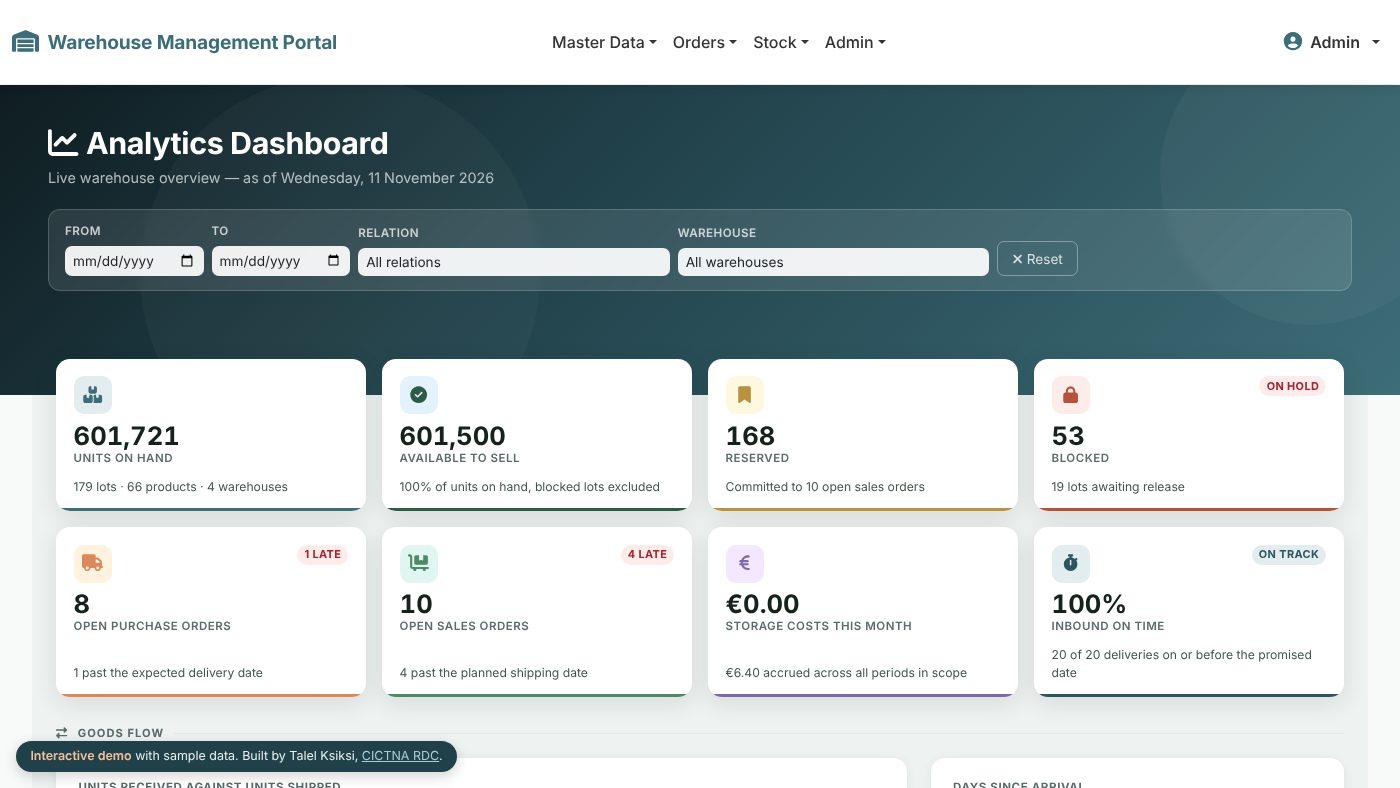 Warehouse Management Portal
Master Data
Orders
Stock
Admin
Admin
Analytics Dashboard
Live warehouse overview — as of Wednesday, 11 November 2026
FROM
TO
RELATION
WAREHOUSE
mm/dd/yyyy
mm/dd/yyyy
All relations
All warehouses
✕ Reset
601,721
UNITS ON HAND
179 lots · 66 products · 4 warehouses
601,500
AVAILABLE TO SELL
100% of units on hand, blocked lots excluded
168
RESERVED
Committed to 10 open sales orders
ON HOLD
53
BLOCKED
19 lots awaiting release
1 LATE
8
OPEN PURCHASE ORDERS
1 past the expected delivery date
4 LATE
10
OPEN SALES ORDERS
4 past the planned shipping date
€
€0.00
STORAGE COSTS THIS MONTH
€6.40 accrued across all periods in scope
ON TRACK
100%
INBOUND ON TIME
20 of 20 deliveries on or before the promised
date
GOODS FLOW
Interactive demo with sample data. Built by Talel Ksiksi, CICTNA RDC.
UNITS RECEIVED AGAINST UNITS SHIPPED
DAYS SINCE ARRIVAL